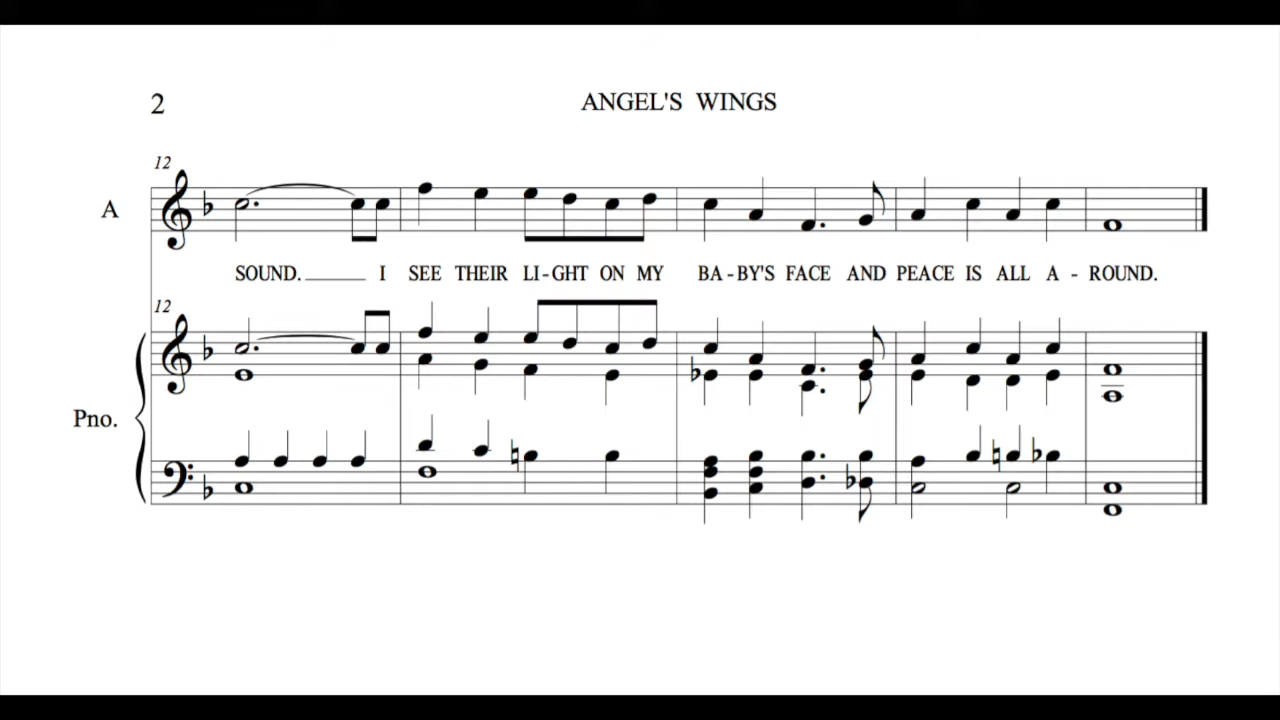 2
ANGEL'S WINGS
12
A
SOUND. I SEE THEIR LI-GHT ON MY BA-BY'S FACE AND PEACE IS ALL A - ROUND.
12
Pno.